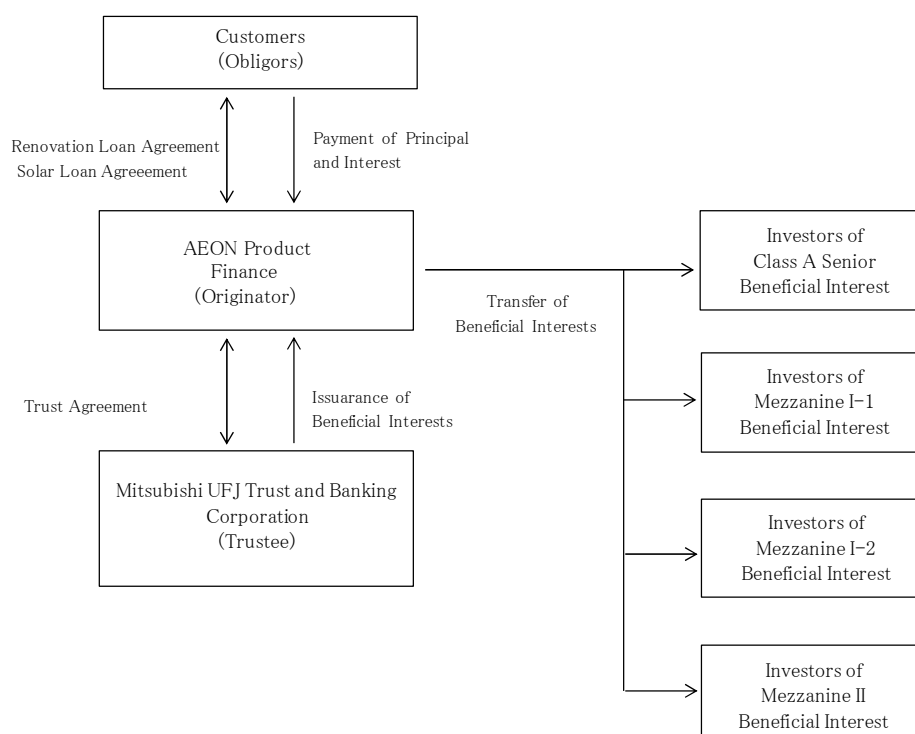 Customers
(Obligors)
Renovation Loan Agreement
Solar Loan Agreeement
Payment of Principal
and Interest
AEON Product
Finance
(Originator)
Transfer of
Beneficial Interests
Investors of
Class A Senior
Beneficial Interest
Investors of
Mezzanine I-1
Beneficial Interest
Trust Agreement
Issuarance of
Beneficial Interests
Mitsubishi UFJ Trust and Banking
Corporation
(Trustee)
Investors of
Mezzanine I-2
Beneficial Interest
Investors of
Mezzanine II
Beneficial Interest